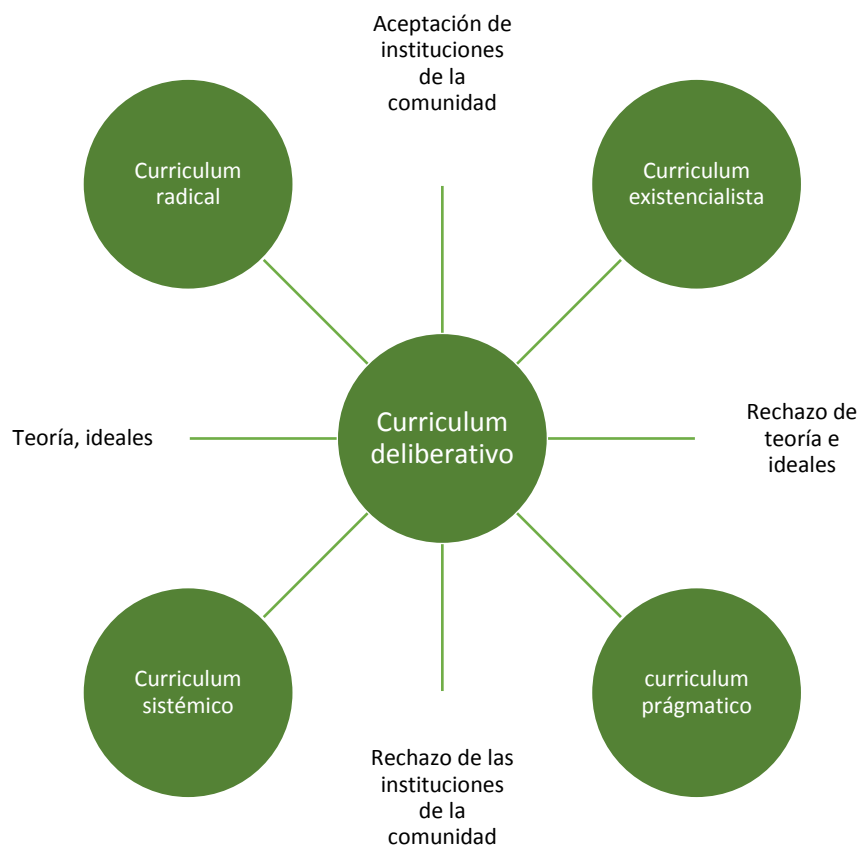 Aceptación de
instituciones
de la
comunidad
Curriculum
radical
Curriculum
existencialista
Teoría, ideales
Curriculum
deliberativo
Rechazo de
teoría e
ideales
Curriculum
sistémico
curriculum
prágmatico
Rechazo de las
instituciones
de la
comunidad